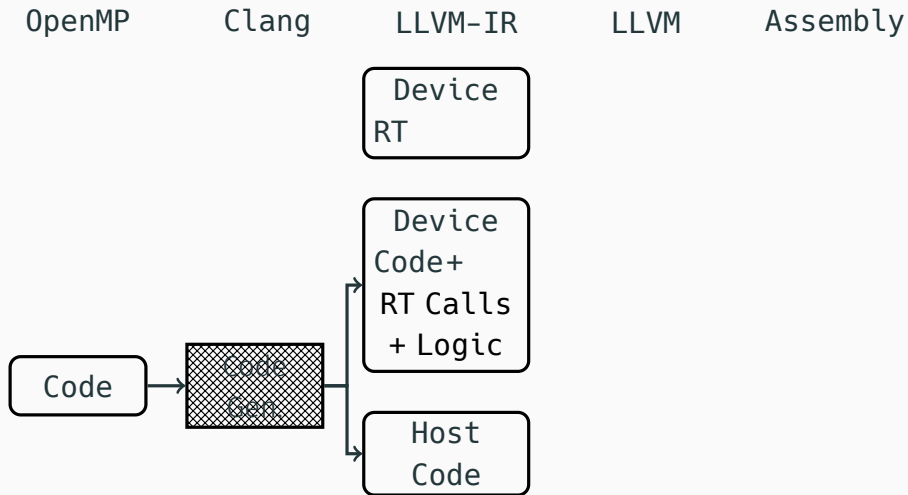 OpenMP Clang LLVM-IR LLVM Assembly
Device
RT
Device
Code+
RT Calls
+ Logic
Code
Code
Gen.
Host
Code